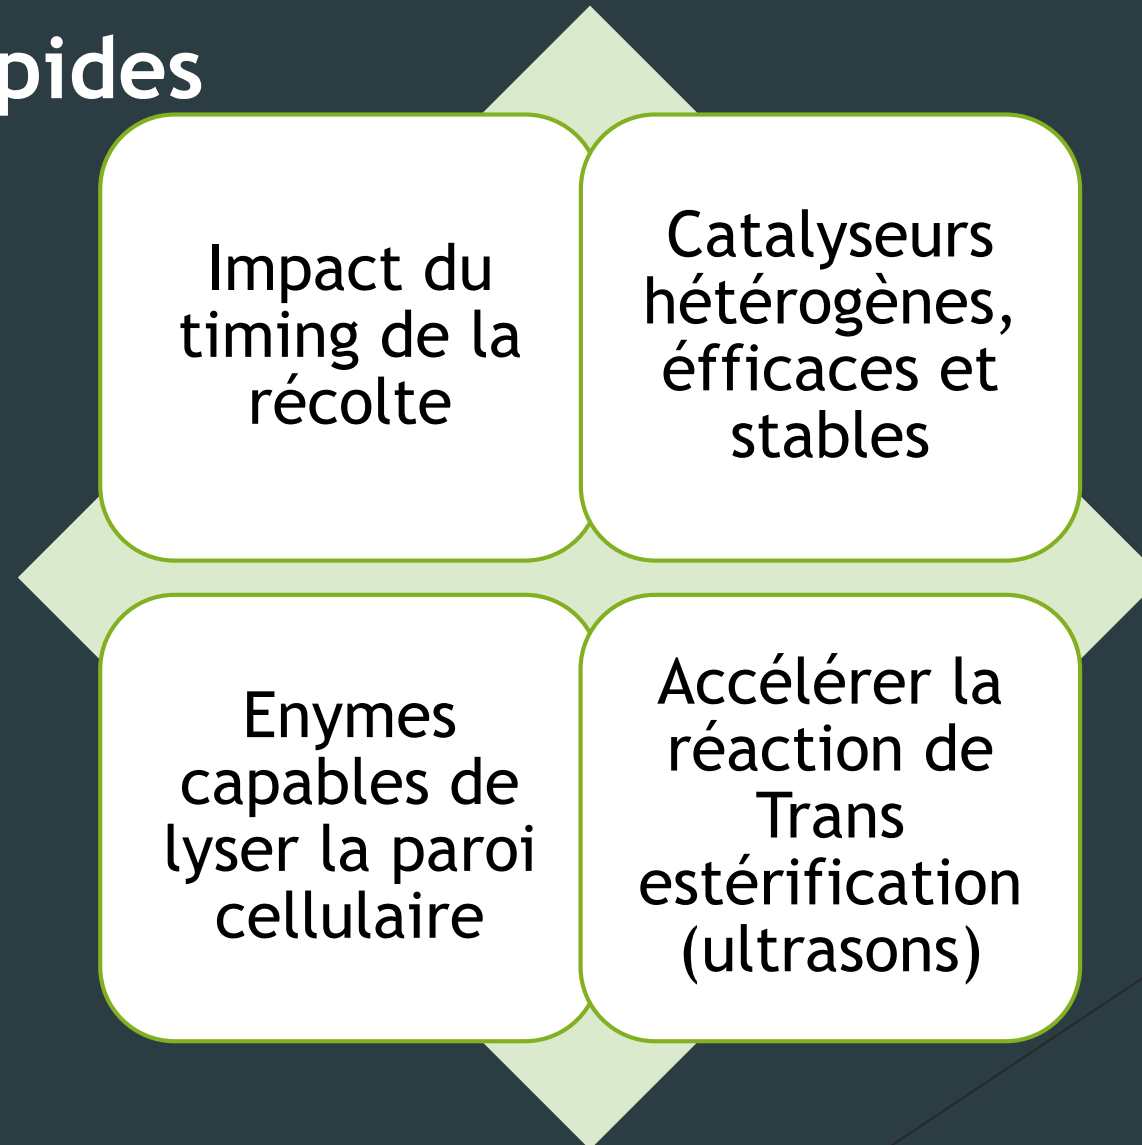 pides
Impact du
timing de la
récolte
Catalyseurs
hétérogènes,
éfficaces et
stables
Enymes
capables de
lyser la paroi
cellulaire
Accélérer la
réaction de
Trans
estérification
(ultrasons)